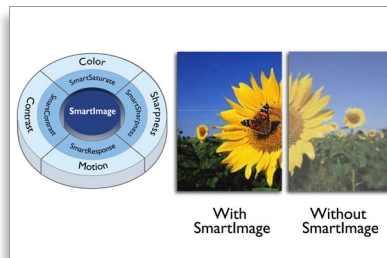 Color
SmartSaturate
Contrast
SmartContrast
SmartImage
SmartSharpness
Sharpness
SmartResponse
Motion
With
SmartImage
Without
SmartImage